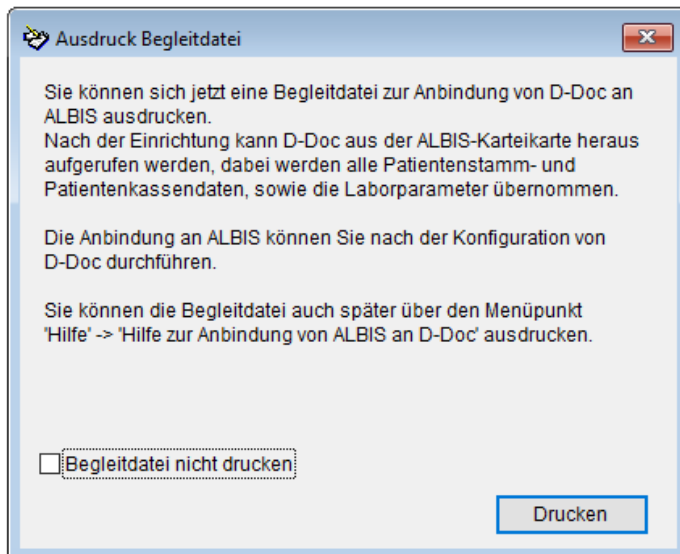 Ausdruck Begleitdatei
Sie können sich jetzt eine Begleitdatei zur Anbindung von D-Doc an
ALBIS ausdrucken.
Nach der Einrichtung kann D-Doc aus der ALBIS-Karteikarte heraus
aufgerufen werden, dabei werden alle Patientenstamm- und
Patientenkassendaten, sowie die Laborparameter übernommen.
Die Anbindung an ALBIS können Sie nach der Konfiguration von
D-Doc durchführen.
Sie können die Begleitdatei auch später über den Menüpunkt
'Hilfe' -> 'Hilfe zur Anbindung von ALBIS an D-Doc' ausdrucken.
Begleitdatei nicht drucken
Drucken